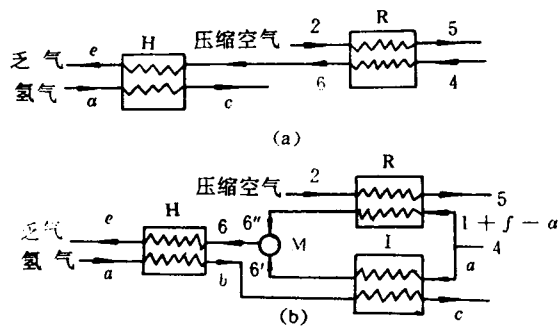 H
压缩空气 2 R 5
乏气 e
氢气 a c 6 4
(a)
压缩空气 2 R 5
H
乏气 e 6 6″ M 1 + f − α
氢气 a b 6′ I a 4
c
(b)